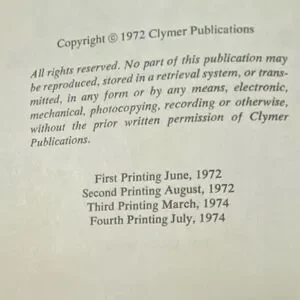 Copyright © 1972 Clymer Publications
All rights reserved. No part of this publication may
be reproduced, stored in a retrieval system, or trans-
mitted, in any form or by any means, electronic,
mechanical, photocopying, recording or otherwise,
without the prior written permission of Clymer
Publications.
First Printing June, 1972
Second Printing August, 1972
Third Printing March, 1974
Fourth Printing July, 1974